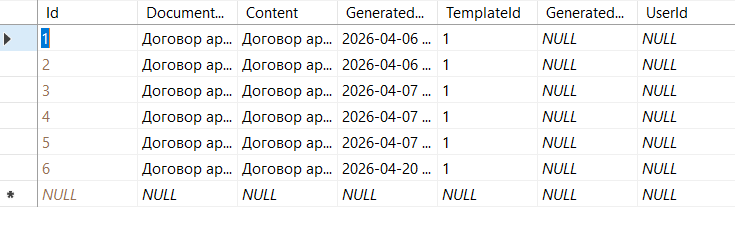 Id Document... Content Generated... TemplateId Generated... UserId
1 Договор ар... Договор ар... 2026-04-06 ... 1 NULL NULL
2 Договор ар... Договор ар... 2026-04-06 ... 1 NULL NULL
3 Договор ар... Договор ар... 2026-04-07 ... 1 NULL NULL
4 Договор ар... Договор ар... 2026-04-07 ... 1 NULL NULL
5 Договор ар... Договор ар... 2026-04-07 ... 1 NULL NULL
6 Договор ар... Договор ар... 2026-04-20 ... 1 NULL NULL
* NULL NULL NULL NULL NULL NULL NULL